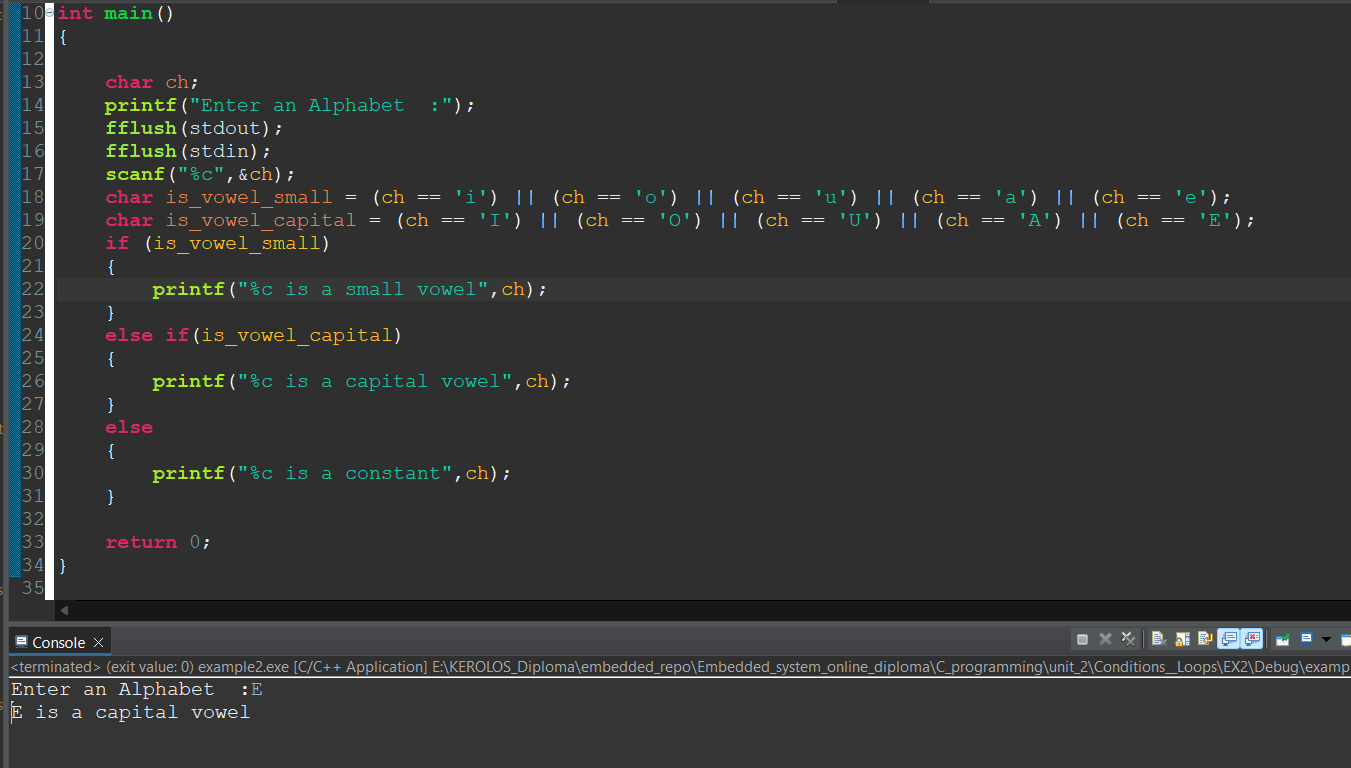 10 int main()
11 {
12
13 char ch;
14 printf("Enter an Alphabet  :");
15 fflush(stdout);
16 fflush(stdin);
17 scanf("%c",&ch);
18 char is_vowel_small = (ch == 'i') || (ch == 'o') || (ch == 'u') || (ch == 'a') || (ch == 'e');
19 char is_vowel_capital = (ch == 'I') || (ch == 'O') || (ch == 'U') || (ch == 'A') || (ch == 'E');
20 if (is_vowel_small)
21 {
22 printf("%c is a small vowel",ch);
23 }
24 else if(is_vowel_capital)
25 {
26 printf("%c is a capital vowel",ch);
27 }
28 else
29 {
30 printf("%c is a constant",ch);
31 }
32
33 return 0;
34 }
35
Console
<terminated> (exit value: 0) example2.exe [C/C++ Application] E:\KEROLOS_Diploma\embedded_repo\Embedded_system_online_diploma\C_programming\unit_2\Conditions_Loops\EX2\Debug\examp
Enter an Alphabet  :E
E is a capital vowel